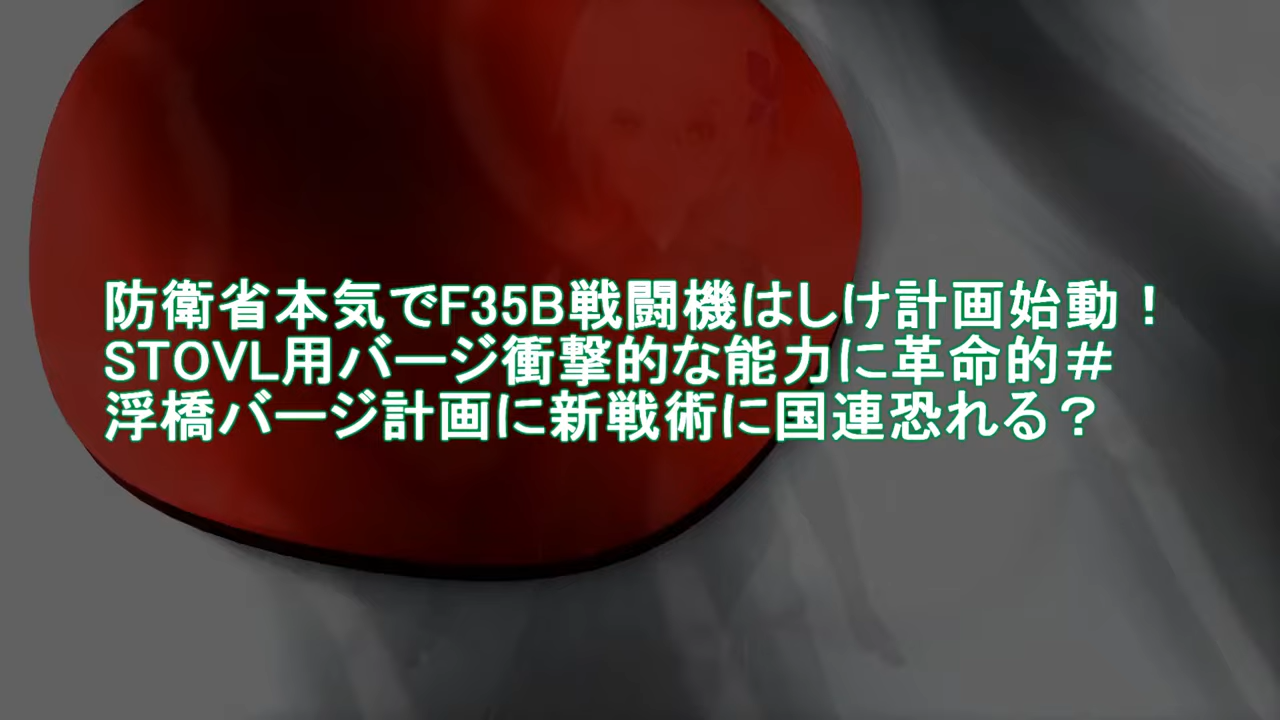 防衛省本気でF35B戦闘機はしけ計画始動！
STOVL用バージ衝撃的な能力に革命的＃
浮橋バージ計画に新戦術に国連恐れる？